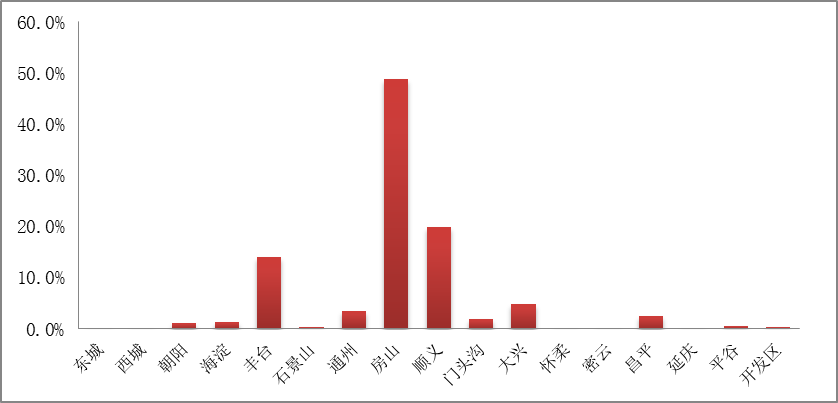 60.0%
50.0%
40.0%
30.0%
20.0%
10.0%
0.0%
东城
西城
朝阳
海淀
丰台
石景山
通州
房山
顺义
门头沟
大兴
怀柔
密云
昌平
延庆
平谷
开发区